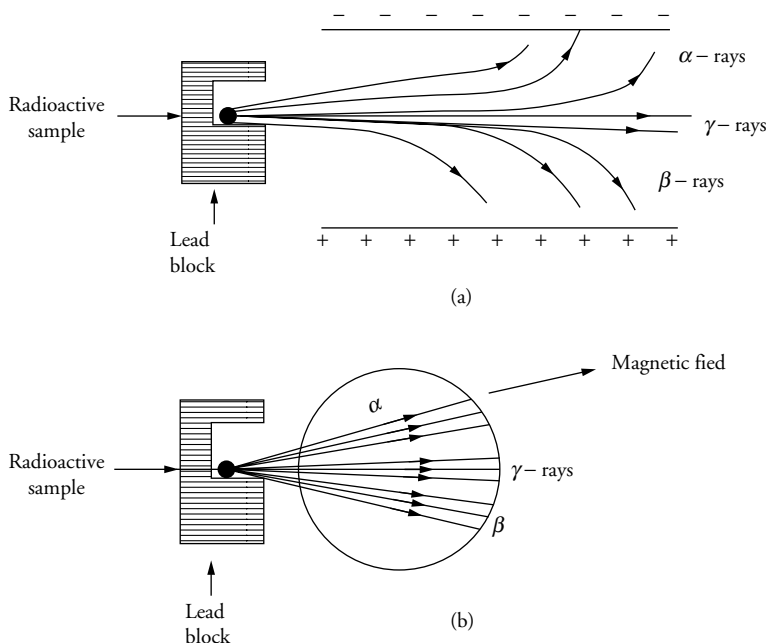 − − − − − − − −
α − rays
Radioactive
sample
γ − rays
β − rays
Lead
block
+ + + + + + + + +
(a)
Magnetic fied
α
Radioactive
sample
γ − rays
β
Lead
block
(b)